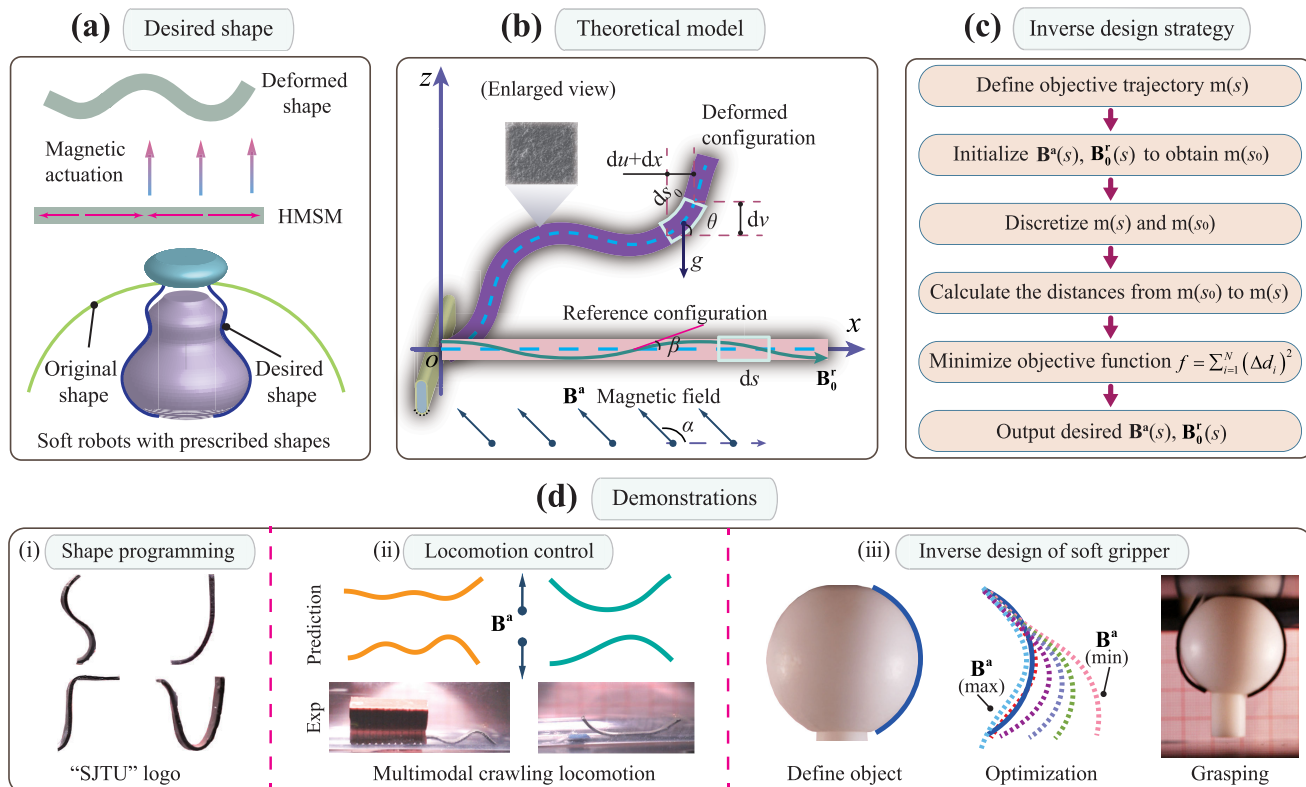 (a) Desired shape
Deformed
shape
Magnetic
actuation
HMSM
Original
shape
Desired
shape
Soft robots with prescribed shapes
(b) Theoretical model
z
(Enlarged view)
Deformed
configuration
du+dx
ds₀
θ
dv
g
Reference configuration
x
o
β
ds
B₀ʳ
Bᵃ Magnetic field
α
(c) Inverse design strategy
Define objective trajectory m(s)
Initialize Bᵃ(s), B₀ʳ(s) to obtain m(s₀)
Discretize m(s) and m(s₀)
Calculate the distances from m(s₀) to m(s)
Minimize objective function f = ∑ᵢ₌₁ᴺ (Δdᵢ)²
Output desired Bᵃ(s), B₀ʳ(s)
(d) Demonstrations
(i) Shape programming
“SJTU” logo
(ii) Locomotion control
Prediction
Bᵃ
Exp
Multimodal crawling locomotion
(iii) Inverse design of soft gripper
Bᵃ
(max)
Bᵃ
(min)
Define object
Optimization
Grasping